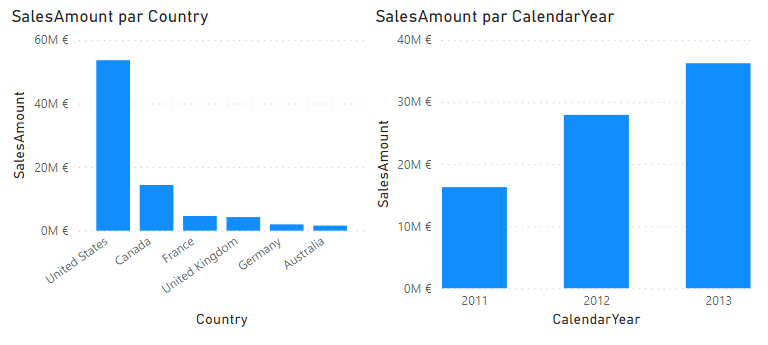 SalesAmount par Country
60M €
40M €
20M €
0M €
SalesAmount
United States
Canada
France
United Kingdom
Germany
Australia
Country
SalesAmount par CalendarYear
40M €
30M €
20M €
10M €
0M €
SalesAmount
2011
2012
2013
CalendarYear